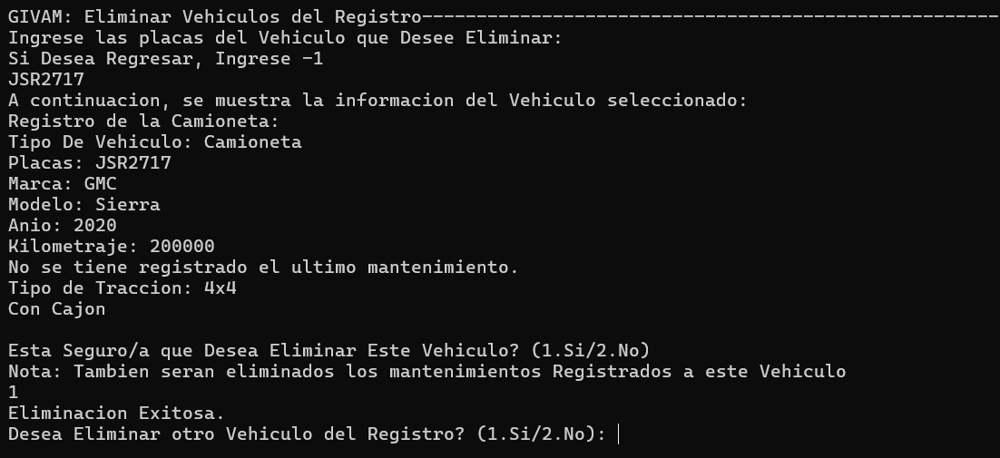 GIVAM: Eliminar Vehiculos del Registro-----------------------------------------------------
Ingrese las placas del Vehiculo que Desee Eliminar:
Si Desea Regresar, Ingrese -1
JSR2717
A continuacion, se muestra la informacion del Vehiculo seleccionado:
Registro de la Camioneta:
Tipo De Vehiculo: Camioneta
Placas: JSR2717
Marca: GMC
Modelo: Sierra
Anio: 2020
Kilometraje: 200000
No se tiene registrado el ultimo mantenimiento.
Tipo de Traccion: 4x4
Con Cajon
Esta Seguro/a que Desea Eliminar Este Vehiculo? (1.Si/2.No)
Nota: Tambien seran eliminados los mantenimientos Registrados a este Vehiculo
1
Eliminacion Exitosa.
Desea Eliminar otro Vehiculo del Registro? (1.Si/2.No):